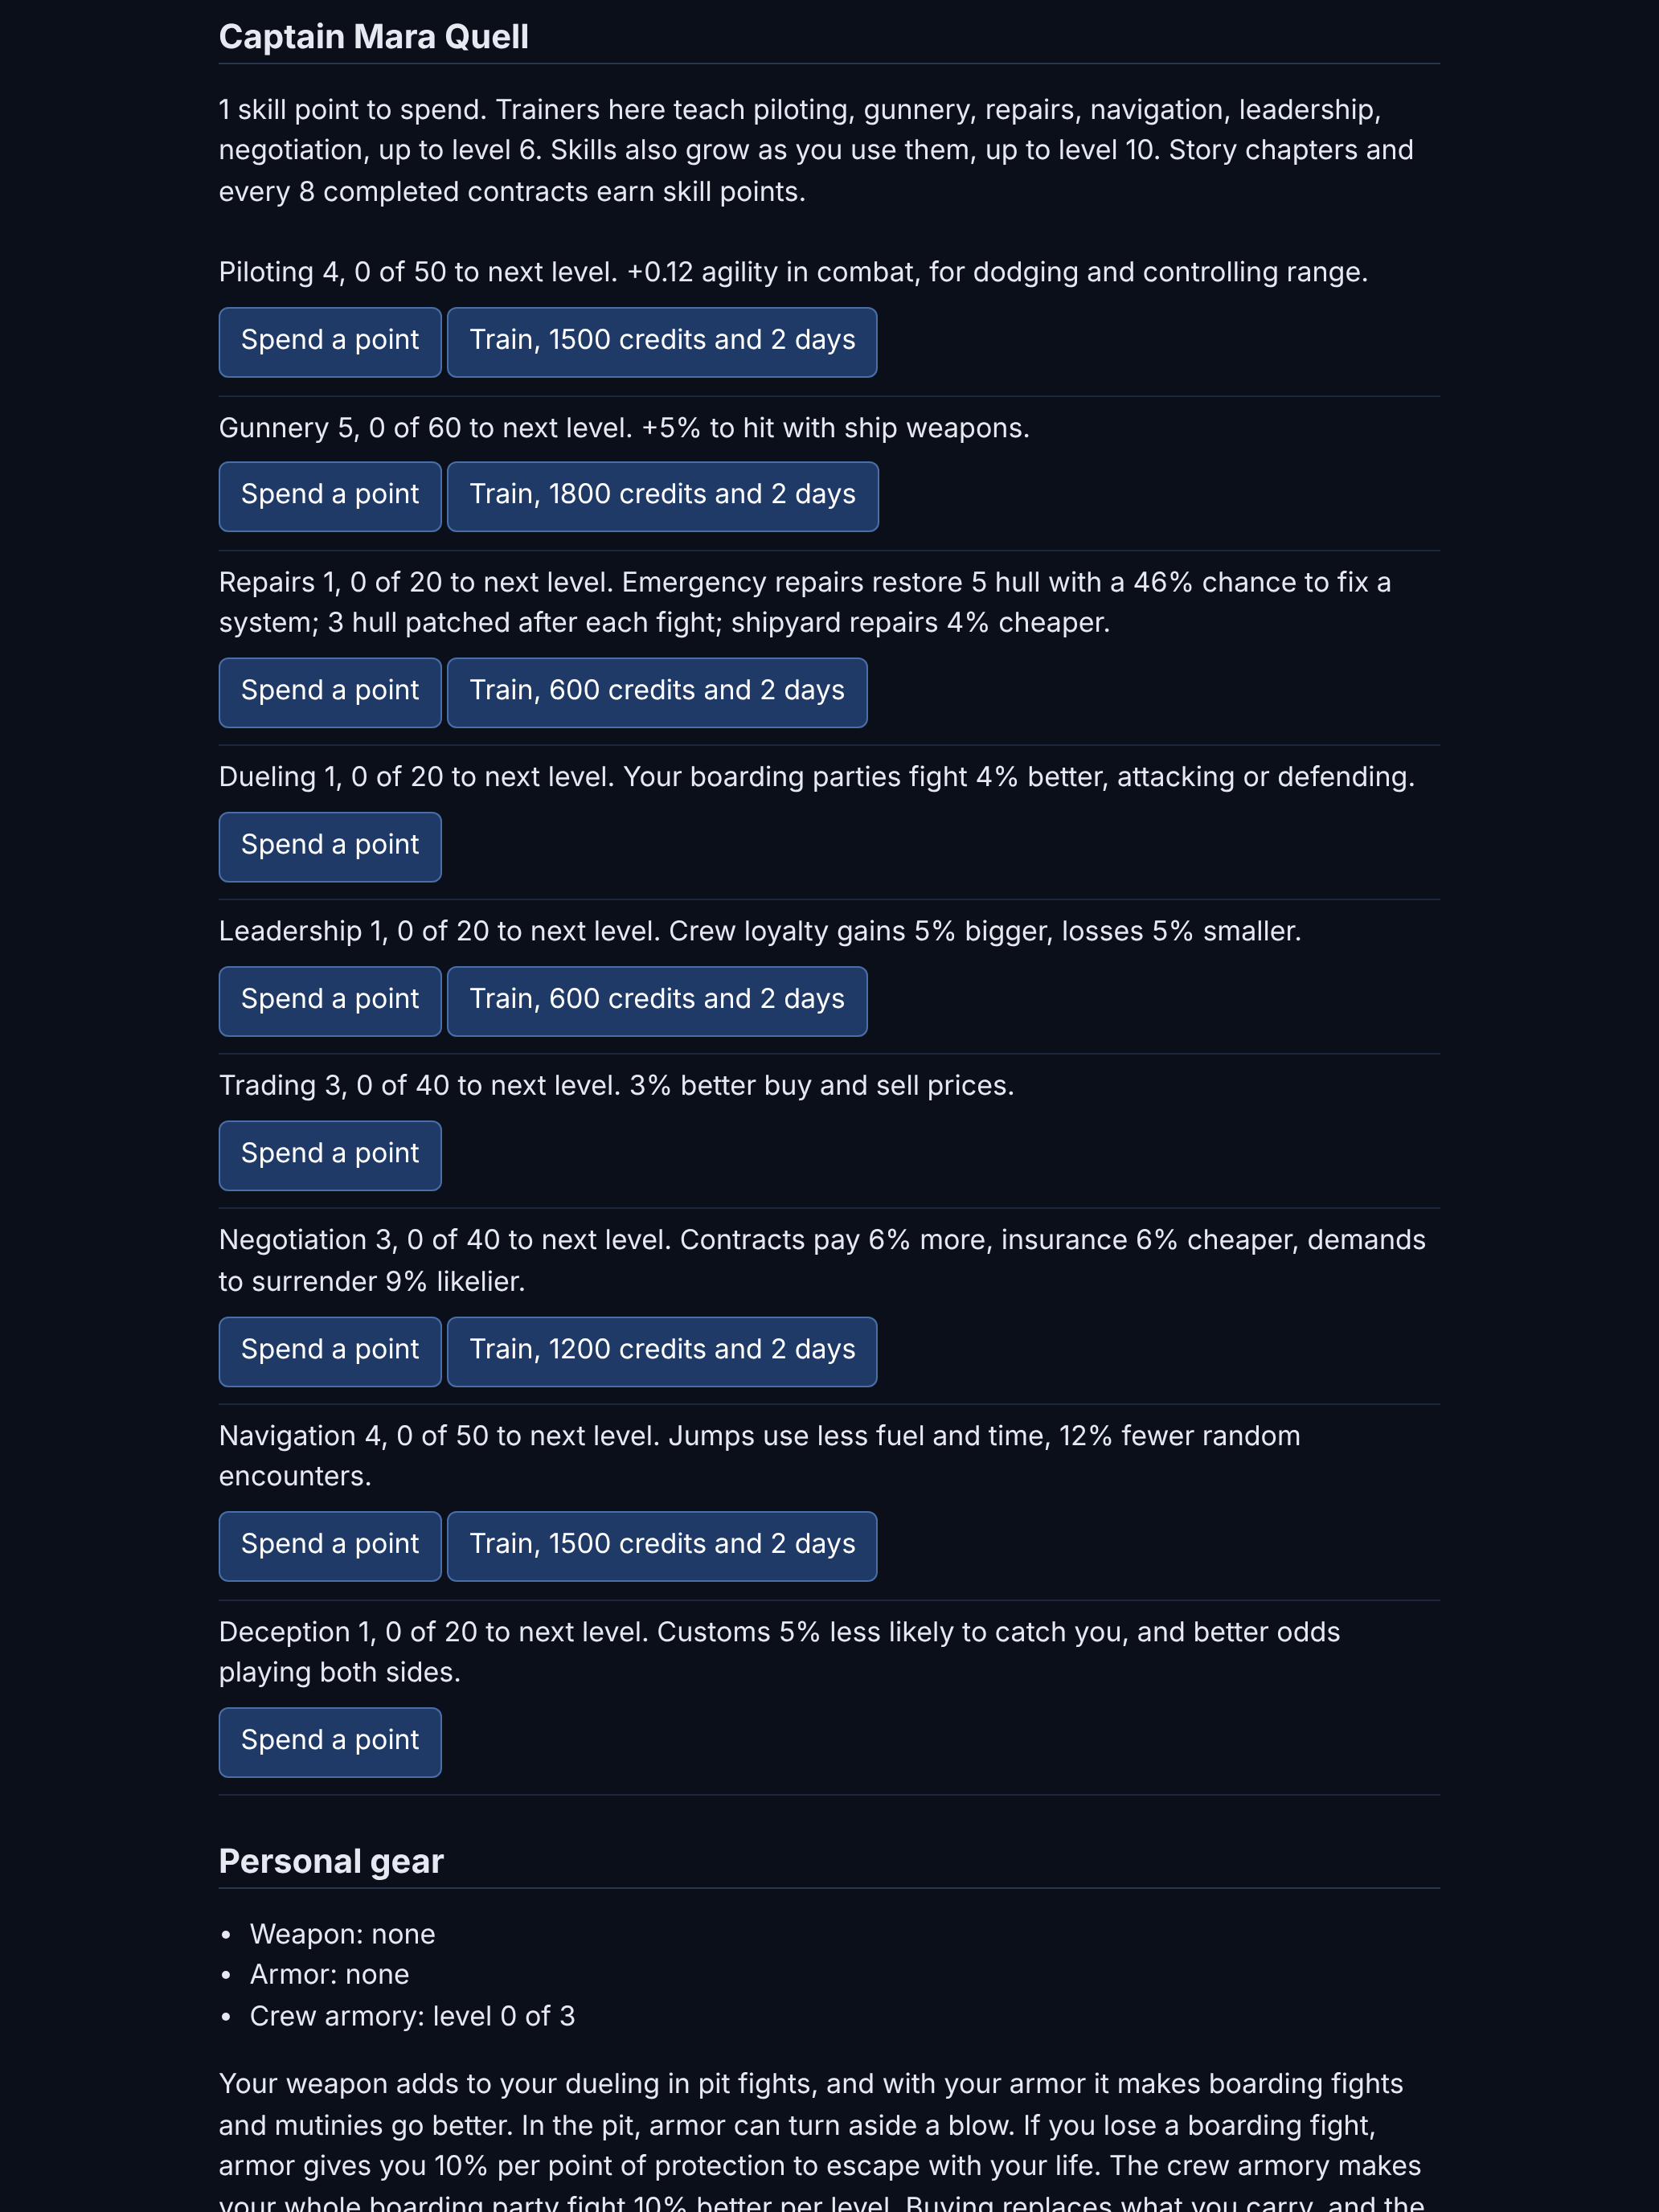 Captain Mara Quell
1 skill point to spend. Trainers here teach piloting, gunnery, repairs, navigation, leadership,
negotiation, up to level 6. Skills also grow as you use them, up to level 10. Story chapters and
every 8 completed contracts earn skill points.
Piloting 4, 0 of 50 to next level. +0.12 agility in combat, for dodging and controlling range.
Spend a point Train, 1500 credits and 2 days
Gunnery 5, 0 of 60 to next level. +5% to hit with ship weapons.
Spend a point Train, 1800 credits and 2 days
Repairs 1, 0 of 20 to next level. Emergency repairs restore 5 hull with a 46% chance to fix a
system; 3 hull patched after each fight; shipyard repairs 4% cheaper.
Spend a point Train, 600 credits and 2 days
Dueling 1, 0 of 20 to next level. Your boarding parties fight 4% better, attacking or defending.
Spend a point
Leadership 1, 0 of 20 to next level. Crew loyalty gains 5% bigger, losses 5% smaller.
Spend a point Train, 600 credits and 2 days
Trading 3, 0 of 40 to next level. 3% better buy and sell prices.
Spend a point
Negotiation 3, 0 of 40 to next level. Contracts pay 6% more, insurance 6% cheaper, demands
to surrender 9% likelier.
Spend a point Train, 1200 credits and 2 days
Navigation 4, 0 of 50 to next level. Jumps use less fuel and time, 12% fewer random
encounters.
Spend a point Train, 1500 credits and 2 days
Deception 1, 0 of 20 to next level. Customs 5% less likely to catch you, and better odds
playing both sides.
Spend a point
Personal gear
• Weapon: none
• Armor: none
• Crew armory: level 0 of 3
Your weapon adds to your dueling in pit fights, and with your armor it makes boarding fights
and mutinies go better. In the pit, armor can turn aside a blow. If you lose a boarding fight,
armor gives you 10% per point of protection to escape with your life. The crew armory makes
your whole boarding party fight 10% better per level. Buying replaces what you carry, and the